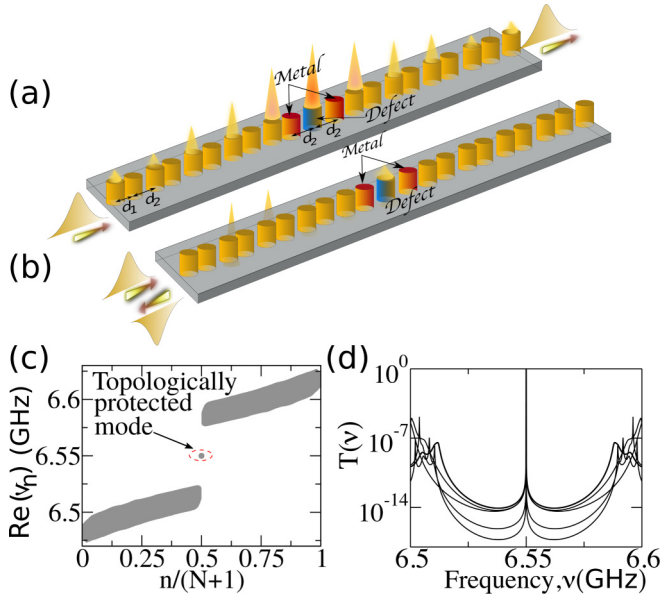 (a)
Metal
Defect
d₂
d₂
d₁
d₂
Metal
Defect
(b)
(c)
Topologically
protected
mode
Re(νₙ) (GHz)
6.6
6.55
6.5
0
0.25
0.5
0.75
1
n/(N+1)
(d)
T(ν)
10⁰
10⁻⁷
10⁻¹⁴
6.5
6.55
6.6
Frequency,ν(GHz)